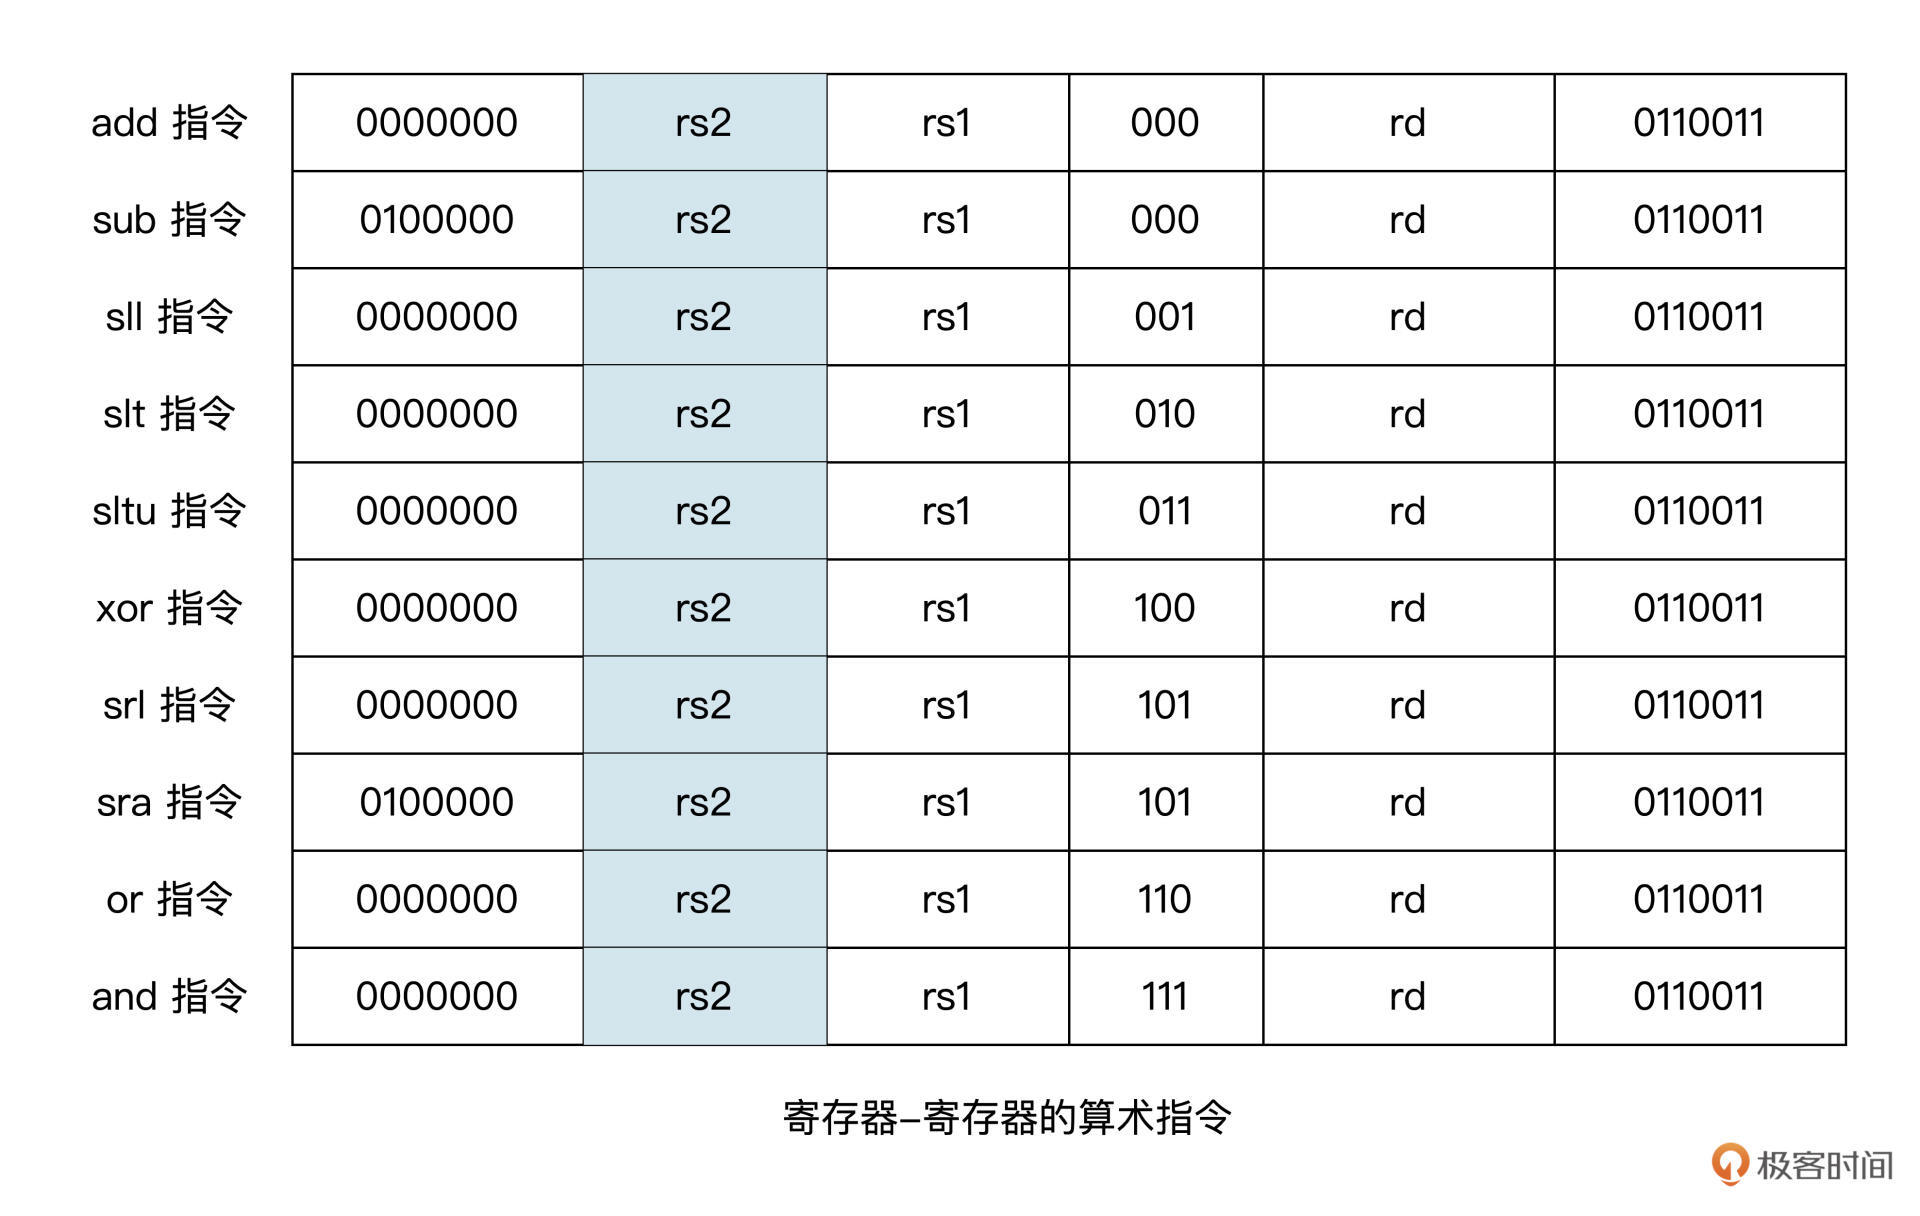 add 指令 0000000 rs2 rs1 000 rd 0110011
sub 指令 0100000 rs2 rs1 000 rd 0110011
sll 指令 0000000 rs2 rs1 001 rd 0110011
slt 指令 0000000 rs2 rs1 010 rd 0110011
sltu 指令 0000000 rs2 rs1 011 rd 0110011
xor 指令 0000000 rs2 rs1 100 rd 0110011
srl 指令 0000000 rs2 rs1 101 rd 0110011
sra 指令 0100000 rs2 rs1 101 rd 0110011
or 指令 0000000 rs2 rs1 110 rd 0110011
and 指令 0000000 rs2 rs1 111 rd 0110011
寄存器–寄存器的算术指令
极客时间